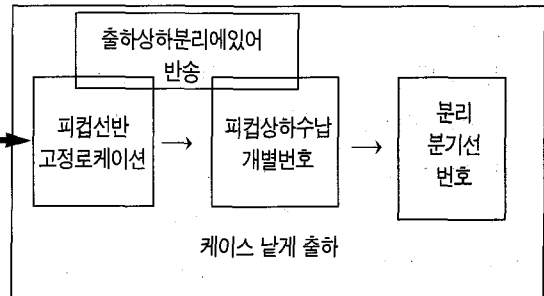 출하상하분리에있어
반송
피컵선반
고정로케이션
→
피컵상하수납
개별번호
→
분리
분기선
번호
케이스 낱게 출하